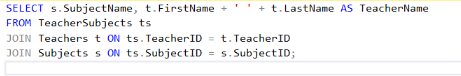 SELECT s.SubjectName, t.FirstName + ' ' + t.LastName AS TeacherName
FROM TeacherSubjects ts
JOIN Teachers t ON ts.TeacherID = t.TeacherID
JOIN Subjects s ON ts.SubjectID = s.SubjectID;